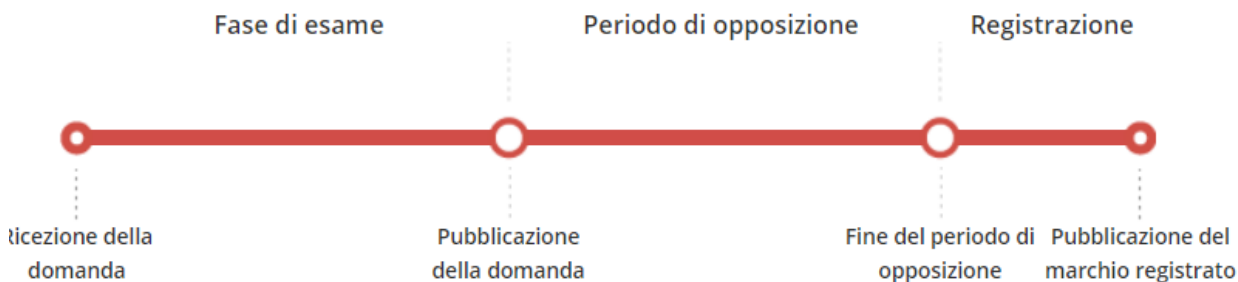 Fase di esame
Periodo di opposizione
Registrazione
della
domanda
Pubblicazione
della domanda
Fine del periodo di
opposizione
Pubblicazione del
marchio registrato